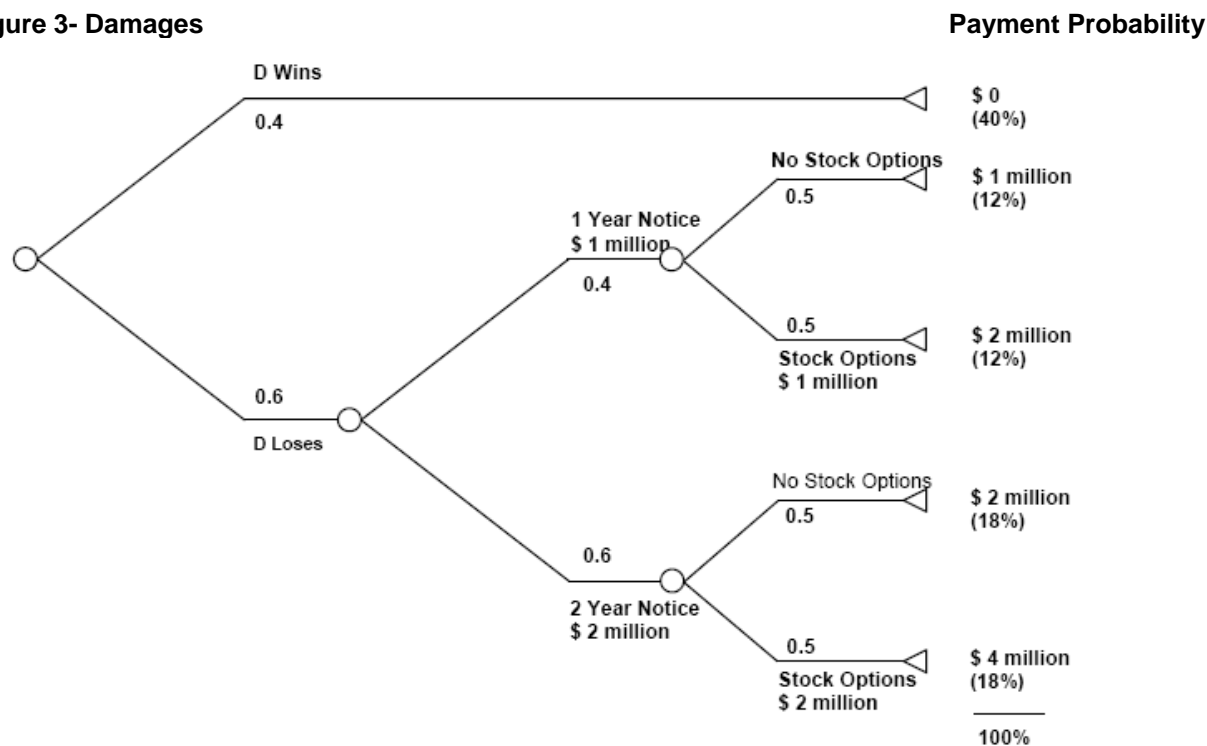 gure 3- Damages
Payment Probability
D Wins
0.4
$ 0
(40%)
No Stock Options
0.5
$ 1 million
(12%)
1 Year Notice
$ 1 million
0.4
0.5
Stock Options
$ 1 million
$ 2 million
(12%)
0.6
D Loses
No Stock Options
0.5
$ 2 million
(18%)
0.6
2 Year Notice
$ 2 million
0.5
Stock Options
$ 2 million
$ 4 million
(18%)
100%